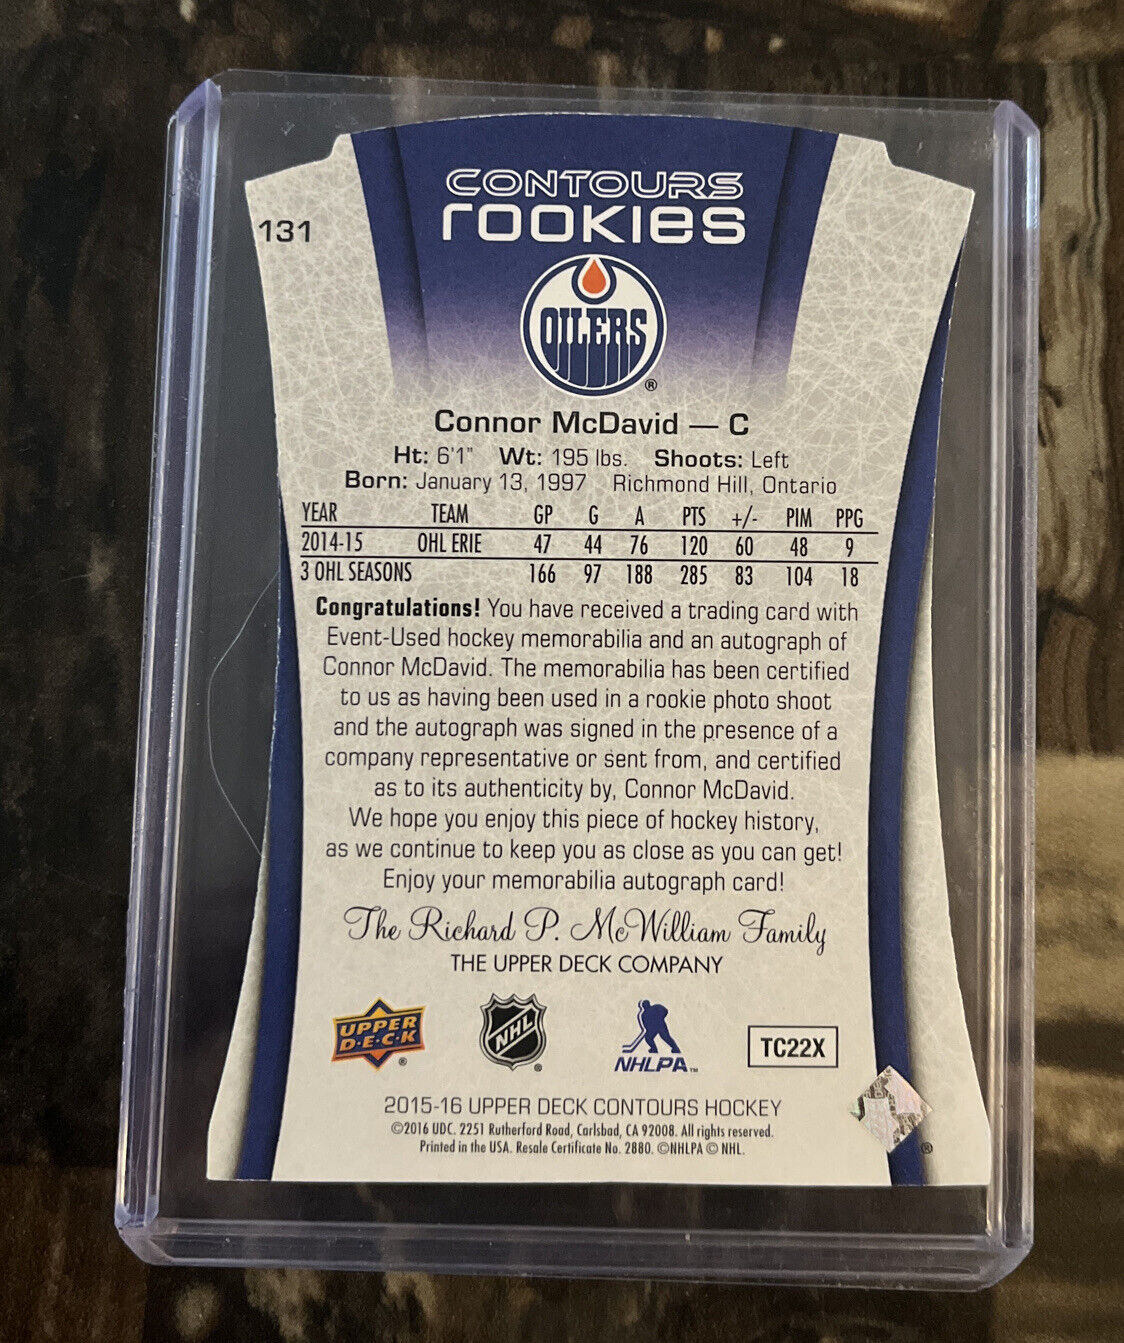 CONTOURS
rookies
131
OILERS
®
Connor McDavid — C
Ht: 6'1" Wt: 195 lbs. Shoots: Left
Born: January 13, 1997 Richmond Hill, Ontario
YEAR TEAM GP G A PTS +/- PIM PPG
2014-15 OHL ERIE 47 44 76 120 60 48 9
3 OHL SEASONS 166 97 188 285 83 104 18
Congratulations! You have received a trading card with
Event-Used hockey memorabilia and an autograph of
Connor McDavid. The memorabilia has been certified
to us as having been used in a rookie photo shoot
and the autograph was signed in the presence of a
company representative or sent from, and certified
as to its authenticity by, Connor McDavid.
We hope you enjoy this piece of hockey history,
as we continue to keep you as close as you can get!
Enjoy your memorabilia autograph card!
The Richard P. McWilliam Family
THE UPPER DECK COMPANY
UPPER
D·E·C·K
®
NHL
®
NHLPA™
TC22X
2015-16 UPPER DECK CONTOURS HOCKEY
©2016 UDC. 2251 Rutherford Road, Carlsbad, CA 92008. All rights reserved.
Printed in the USA. Resale Certificate No. 2880. ©NHLPA © NHL.
®